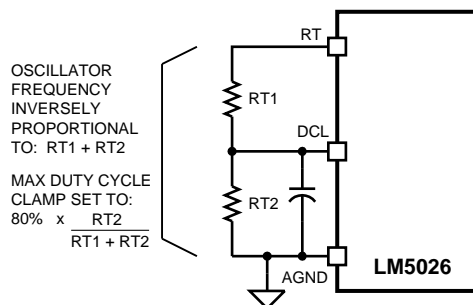 OSCILLATOR
FREQUENCY
INVERSELY
PROPORTIONAL
TO: RT1 + RT2
MAX DUTY CYCLE
CLAMP SET TO:
80% x RT2
RT1 + RT2
RT
RT1
DCL
RT2
AGND
LM5026